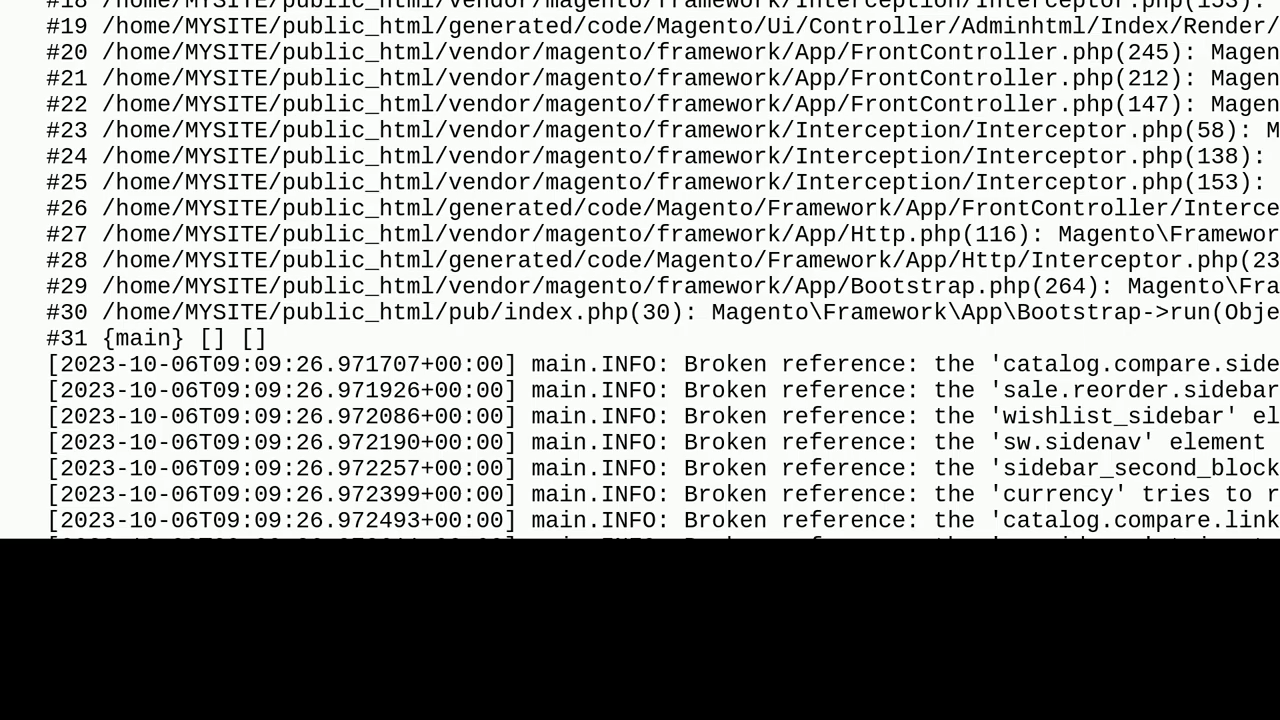 #18 /home/MYSITE/public_html/vendor/magento/framework/Interception/Interceptor.php(153):
#19 /home/MYSITE/public_html/generated/code/Magento/Ui/Controller/Adminhtml/Index/Render/
#20 /home/MYSITE/public_html/vendor/magento/framework/App/FrontController.php(245): Magen
#21 /home/MYSITE/public_html/vendor/magento/framework/App/FrontController.php(212): Magen
#22 /home/MYSITE/public_html/vendor/magento/framework/App/FrontController.php(147): Magen
#23 /home/MYSITE/public_html/vendor/magento/framework/Interception/Interceptor.php(58): M
#24 /home/MYSITE/public_html/vendor/magento/framework/Interception/Interceptor.php(138):
#25 /home/MYSITE/public_html/vendor/magento/framework/Interception/Interceptor.php(153):
#26 /home/MYSITE/public_html/generated/code/Magento/Framework/App/FrontController/Interce
#27 /home/MYSITE/public_html/vendor/magento/framework/App/Http.php(116): Magento\Framewor
#28 /home/MYSITE/public_html/generated/code/Magento/Framework/App/Http/Interceptor.php(23
#29 /home/MYSITE/public_html/vendor/magento/framework/App/Bootstrap.php(264): Magento\Fra
#30 /home/MYSITE/public_html/pub/index.php(30): Magento\Framework\App\Bootstrap->run(Obje
#31 {main} [] []
[2023-10-06T09:09:26.971707+00:00] main.INFO: Broken reference: the 'catalog.compare.side
[2023-10-06T09:09:26.971926+00:00] main.INFO: Broken reference: the 'sale.reorder.sidebar
[2023-10-06T09:09:26.972086+00:00] main.INFO: Broken reference: the 'wishlist_sidebar' el
[2023-10-06T09:09:26.972190+00:00] main.INFO: Broken reference: the 'sw.sidenav' element
[2023-10-06T09:09:26.972257+00:00] main.INFO: Broken reference: the 'sidebar_second_block
[2023-10-06T09:09:26.972399+00:00] main.INFO: Broken reference: the 'currency' tries to r
[2023-10-06T09:09:26.972493+00:00] main.INFO: Broken reference: the 'catalog.compare.link